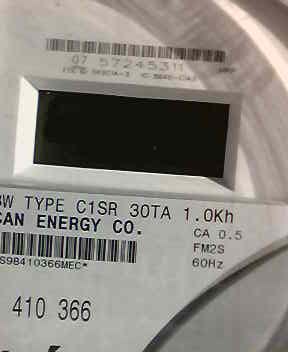 07 57245311
3W TYPE C1SR 30TA 1.0Kh
CAN ENERGY CO.
CA 0.5
FM2S
60Hz
S98410366MEC*
410 366